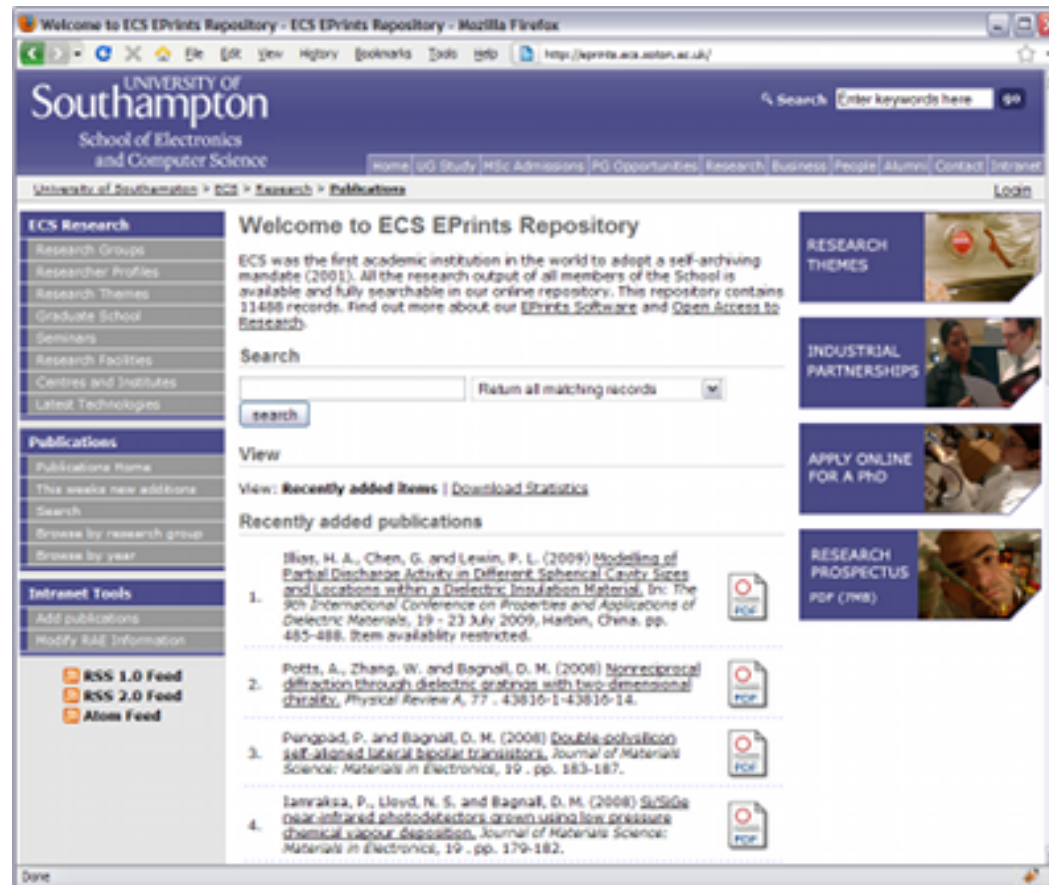 Welcome to ECS EPrints Repository - ECS EPrints Repository - Mozilla Firefox
File Edit View History Bookmarks Tools Help http://eprints.ecs.soton.ac.uk/
UNIVERSITY OF
Southampton
School of Electronics
and Computer Science
Search Enter keywords here go
Home UG Study MSc Admissions PG Opportunities Research Business People Alumni Contact Intranet
University of Southampton > ECS > Research > Publications
Login
ECS Research
Research Groups
Researcher Profiles
Research Themes
Graduate School
Seminars
Research Facilities
Centres and Institutes
Latest Technologies
Publications
Publications Home
This weeks new additions
Search
Browse by research group
Browse by year
Intranet Tools
Add publications
Modify RAE Information
RSS 1.0 Feed
RSS 2.0 Feed
Atom Feed
Welcome to ECS EPrints Repository
ECS was the first academic institution in the world to adopt a self-archiving
mandate (2001). All the research output of all members of the School is
available and fully searchable in our online repository. This repository contains
11486 records. Find out more about our EPrints Software and Open Access to
Research.
Search
Return all matching records
search
View
View: Recently added items | Download Statistics
Recently added publications
1.
Illias, H. A., Chen, G. and Lewin, P. L. (2009) Modelling of
Partial Discharge Activity in Different Spherical Cavity Sizes
and Locations within a Dielectric Insulation Material. In: The
9th International Conference on Properties and Applications of
Dielectric Materials, 19 - 23 July 2009, Harbin, China. pp.
485-488. Item availability restricted.
PDF
2.
Potts, A., Zhang, W. and Bagnall, D. M. (2008) Nonreciprocal
diffraction through dielectric gratings with two-dimensional
chirality. Physical Review A, 77 . 43816-1-43816-14.
PDF
3.
Pengpad, P. and Bagnall, D. M. (2008) Double-polysilicon
self-aligned lateral bipolar transistors. Journal of Materials
Science: Materials in Electronics, 19 . pp. 183-187.
PDF
4.
Iamraksa, P., Lloyd, N. S. and Bagnall, D. M. (2008) Si/SiGe
near-infrared photodetectors grown using low pressure
chemical vapour deposition. Journal of Materials Science:
Materials in Electronics, 19 . pp. 179-182.
PDF
RESEARCH
THEMES
INDUSTRIAL
PARTNERSHIPS
APPLY ONLINE
FOR A PhD
RESEARCH
PROSPECTUS
PDF (7MB)
Done